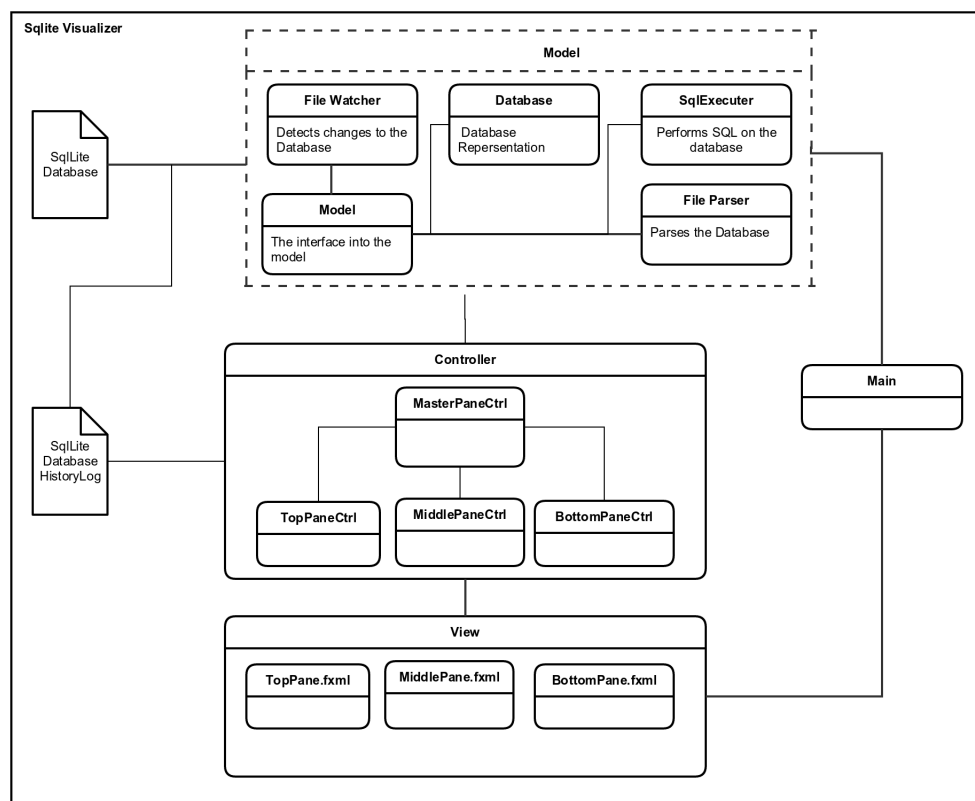 Sqlite Visualizer
Model
File Watcher
Detects changes to the
Database
Database
Database
Repersentation
SqlExecuter
Performs SQL on the
database
SqlLite
Database
Model
The interface into the
model
File Parser
Parses the Database
Controller
Main
MasterPaneCtrl
SqlLite
Database
HistoryLog
TopPaneCtrl
MiddlePaneCtrl
BottomPaneCtrl
View
TopPane.fxml
MiddlePane.fxml
BottomPane.fxml